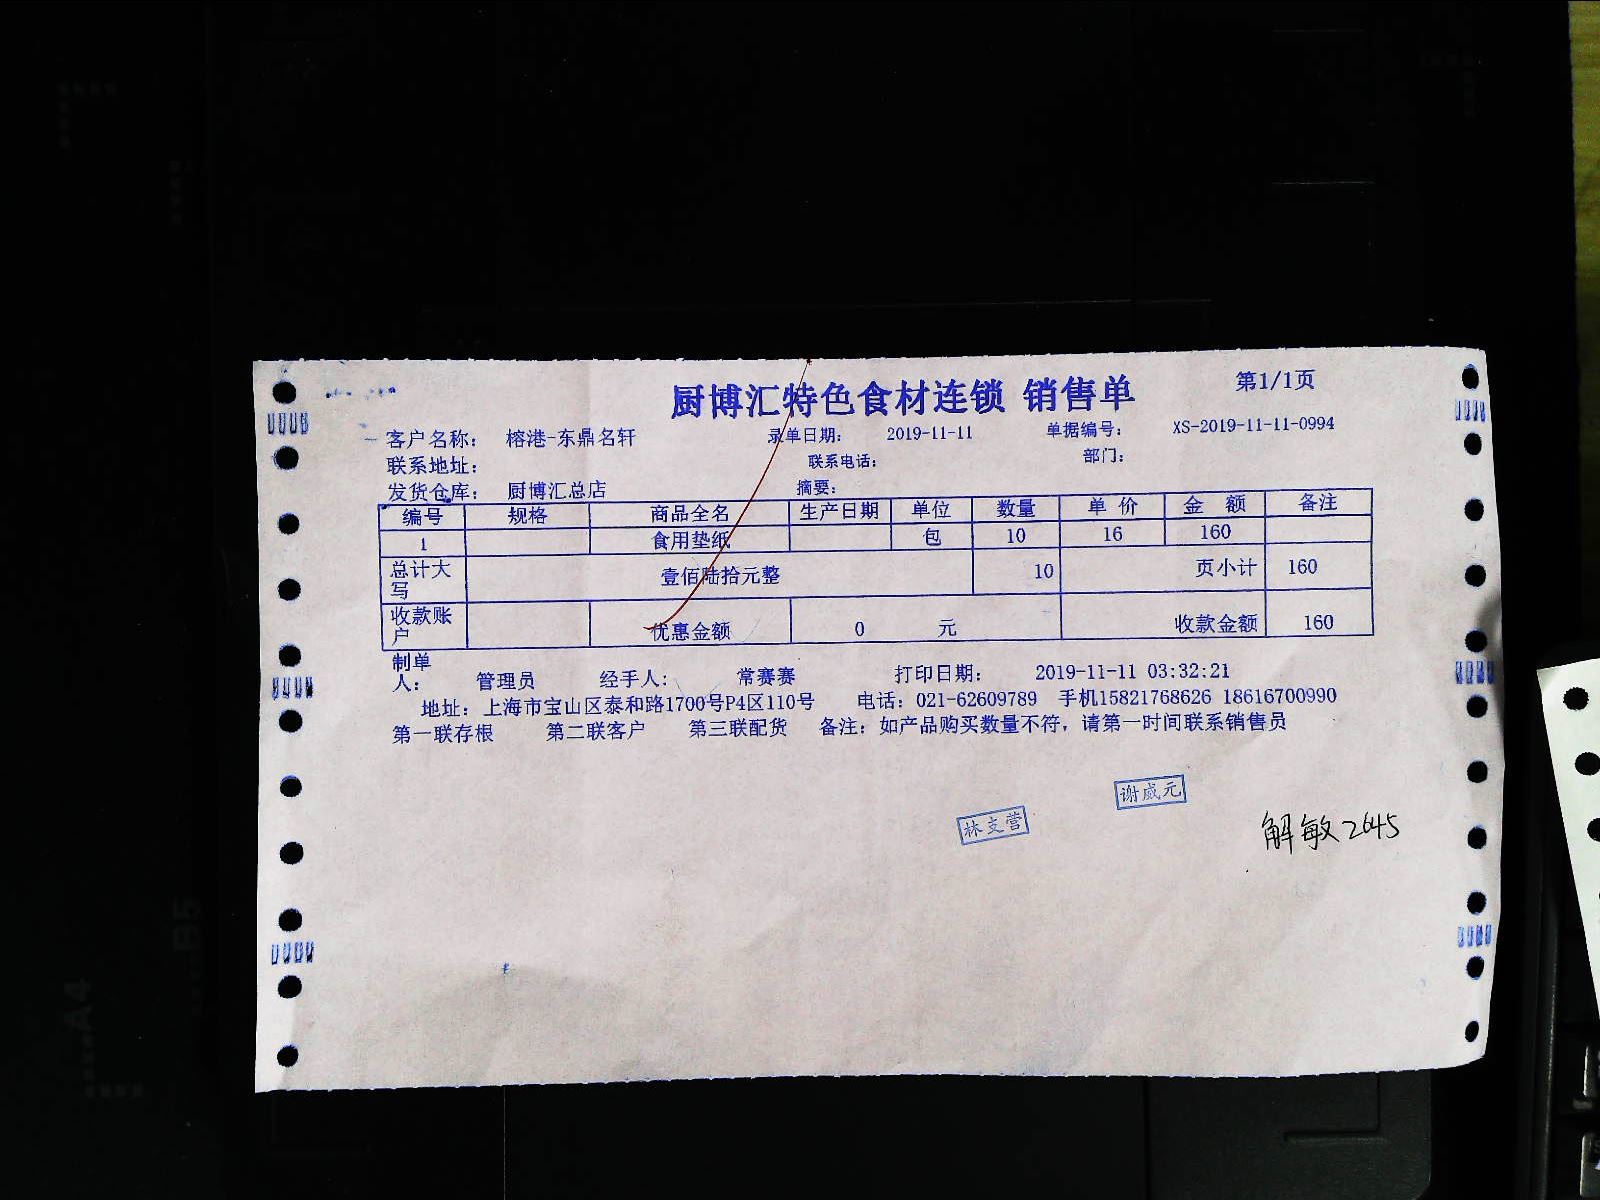 厨博汇特色食材连锁 销售单 第1/1页
客户名称： 榕港-东鼎名轩 录单日期： 2019-11-11 单据编号： XS-2019-11-11-0994
联系地址： 联系电话： 部门：
发货仓库： 厨博汇总店 摘要：
编号 规格 商品全名 生产日期 单位 数量 单 价 金 额 备注
1 食用垫纸 包 10 16 160
总计大写 壹佰陆拾元整 10 页小计 160
收款账户 优惠金额 0 元 收款金额 160
制单人： 管理员 经手人： 常赛赛 打印日期： 2019-11-11 03:32:21
地址：上海市宝山区泰和路1700号P4区110号 电话：021-62609789 手机15821768626 18616700990
第一联存根 第二联客户 第三联配货 备注：如产品购买数量不符，请第一时间联系销售员
谢威元
林支营
解敏2645
A4
B5